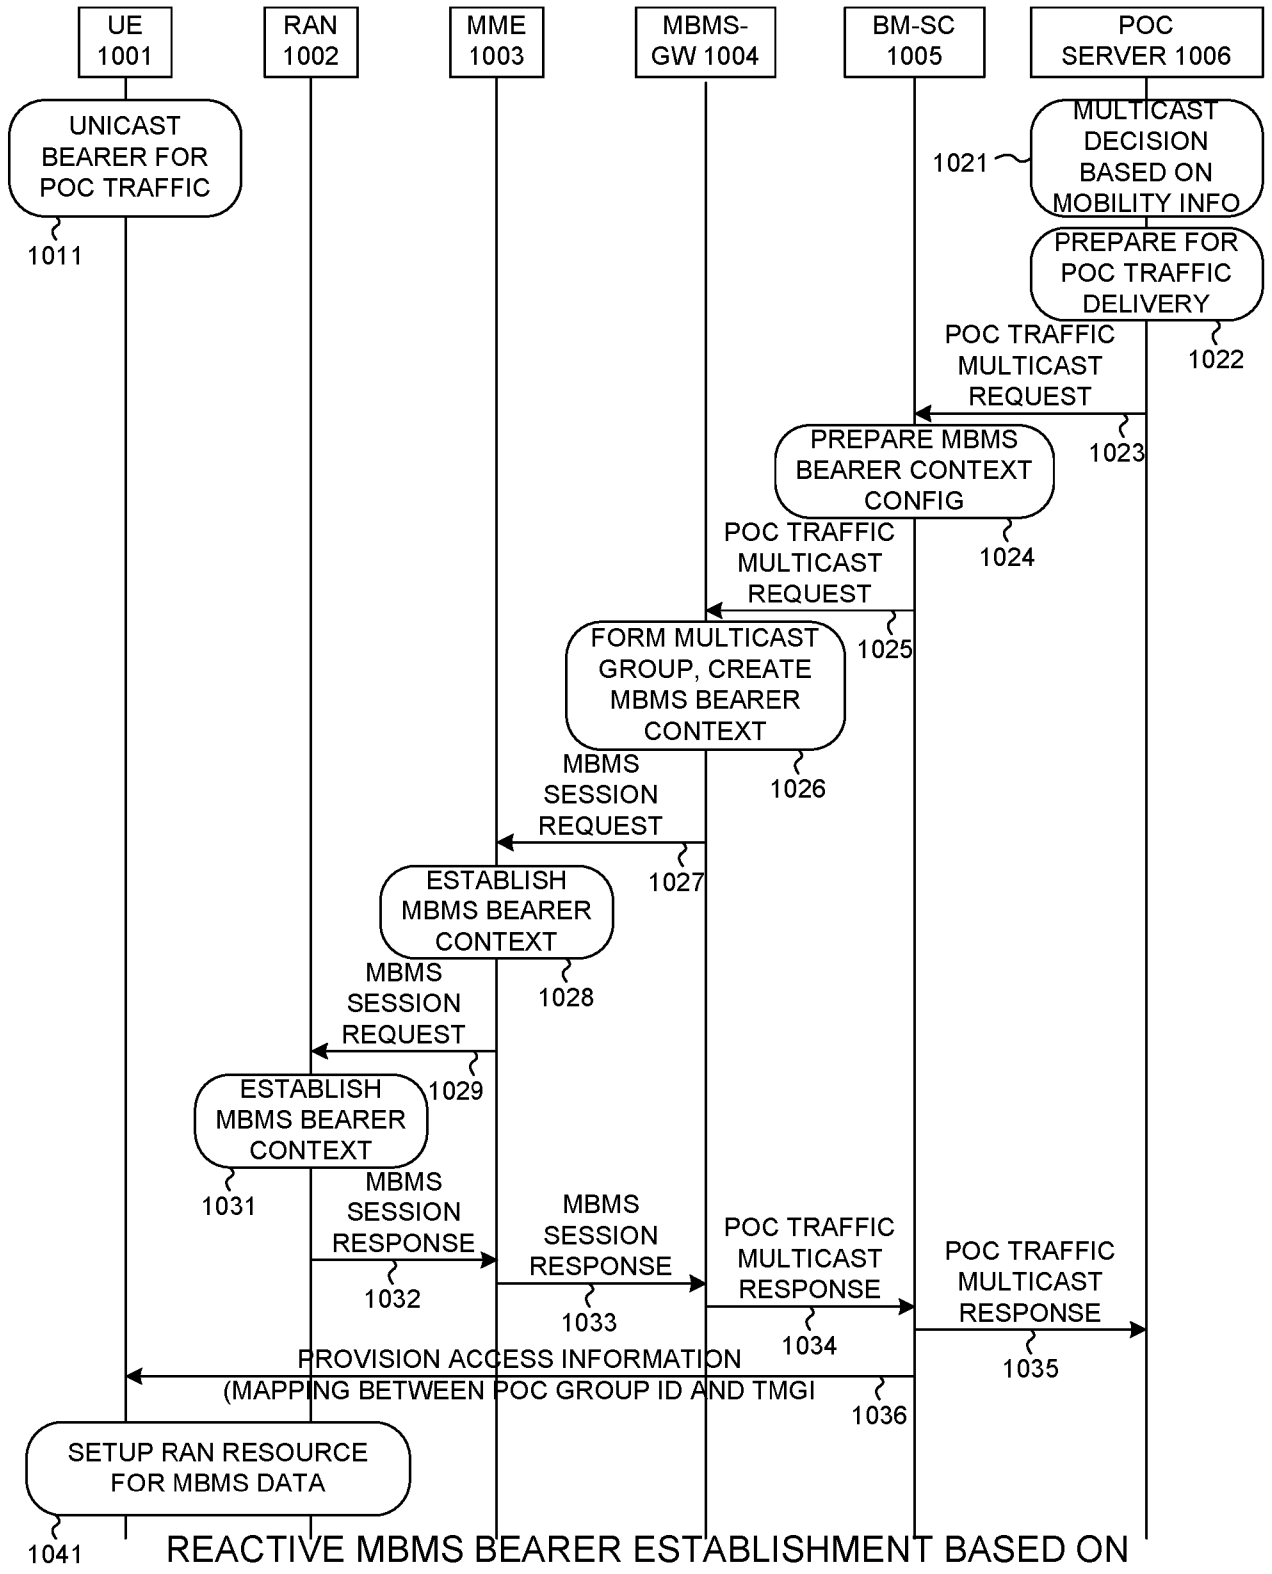 UE
1001
RAN
1002
MME
1003
MBMS-
GW 1004
BM-SC
1005
POC
SERVER 1006
UNICAST
BEARER FOR
POC TRAFFIC
1011
MULTICAST
DECISION
BASED ON
MOBILITY INFO
1021
PREPARE FOR
POC TRAFFIC
DELIVERY
1022
POC TRAFFIC
MULTICAST
REQUEST
1023
PREPARE MBMS
BEARER CONTEXT
CONFIG
1024
POC TRAFFIC
MULTICAST
REQUEST
1025
FORM MULTICAST
GROUP, CREATE
MBMS BEARER
CONTEXT
1026
MBMS
SESSION
REQUEST
1027
ESTABLISH
MBMS BEARER
CONTEXT
1028
MBMS
SESSION
REQUEST
1029
ESTABLISH
MBMS BEARER
CONTEXT
1031
MBMS
SESSION
RESPONSE
1032
MBMS
SESSION
RESPONSE
1033
POC TRAFFIC
MULTICAST
RESPONSE
1034
POC TRAFFIC
MULTICAST
RESPONSE
1035
PROVISION ACCESS INFORMATION
(MAPPING BETWEEN POC GROUP ID AND TMGI
1036
SETUP RAN RESOURCE
FOR MBMS DATA
1041
REACTIVE MBMS BEARER ESTABLISHMENT BASED ON